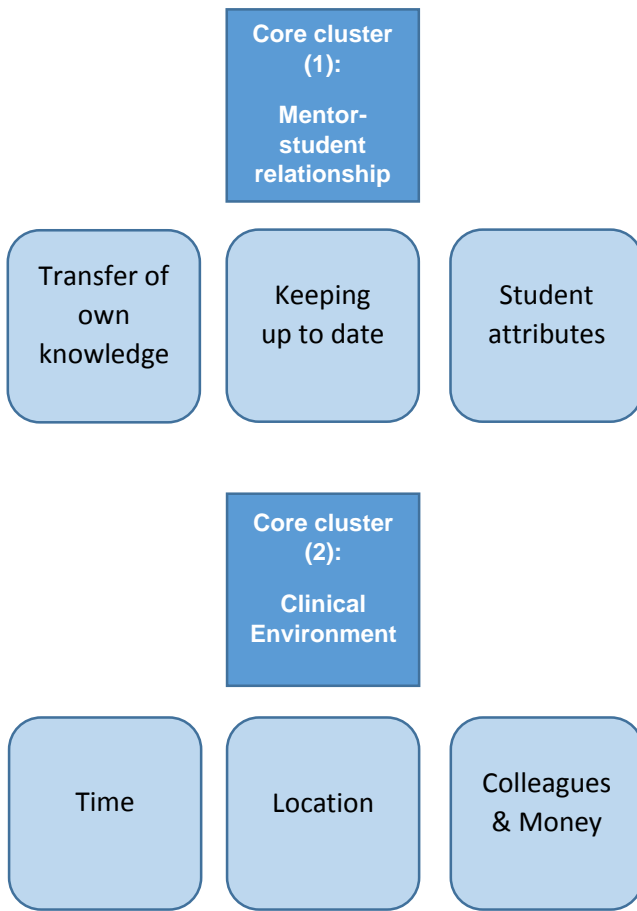 Core cluster
(1):
Mentor-
student
relationship
Transfer of
own
knowledge
Keeping
up to date
Student
attributes
Core cluster
(2):
Clinical
Environment
Time
Location
Colleagues
& Money